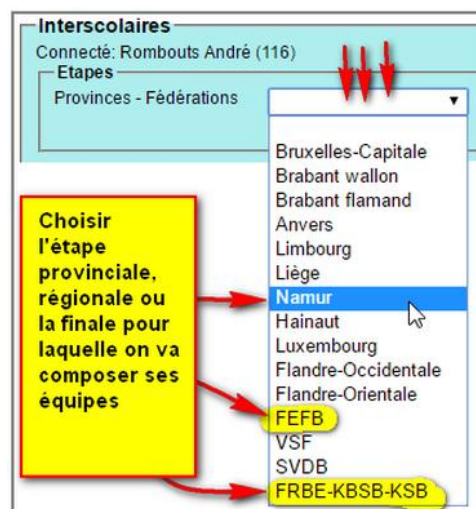 Interscolaires
Connecté: Rombouts André (116)
Etapes
Provinces - Fédérations
Bruxelles-Capitale
Brabant wallon
Brabant flamand
Anvers
Limbourg
Liège
Namur
Hainaut
Luxembourg
Flandre-Occidentale
Flandre-Orientale
FEFB
VSF
SVDB
FRBE-KBSB-KSB
Choisir
l'étape
provinciale,
régionale ou
la finale pour
laquelle on va
composer ses
équipes